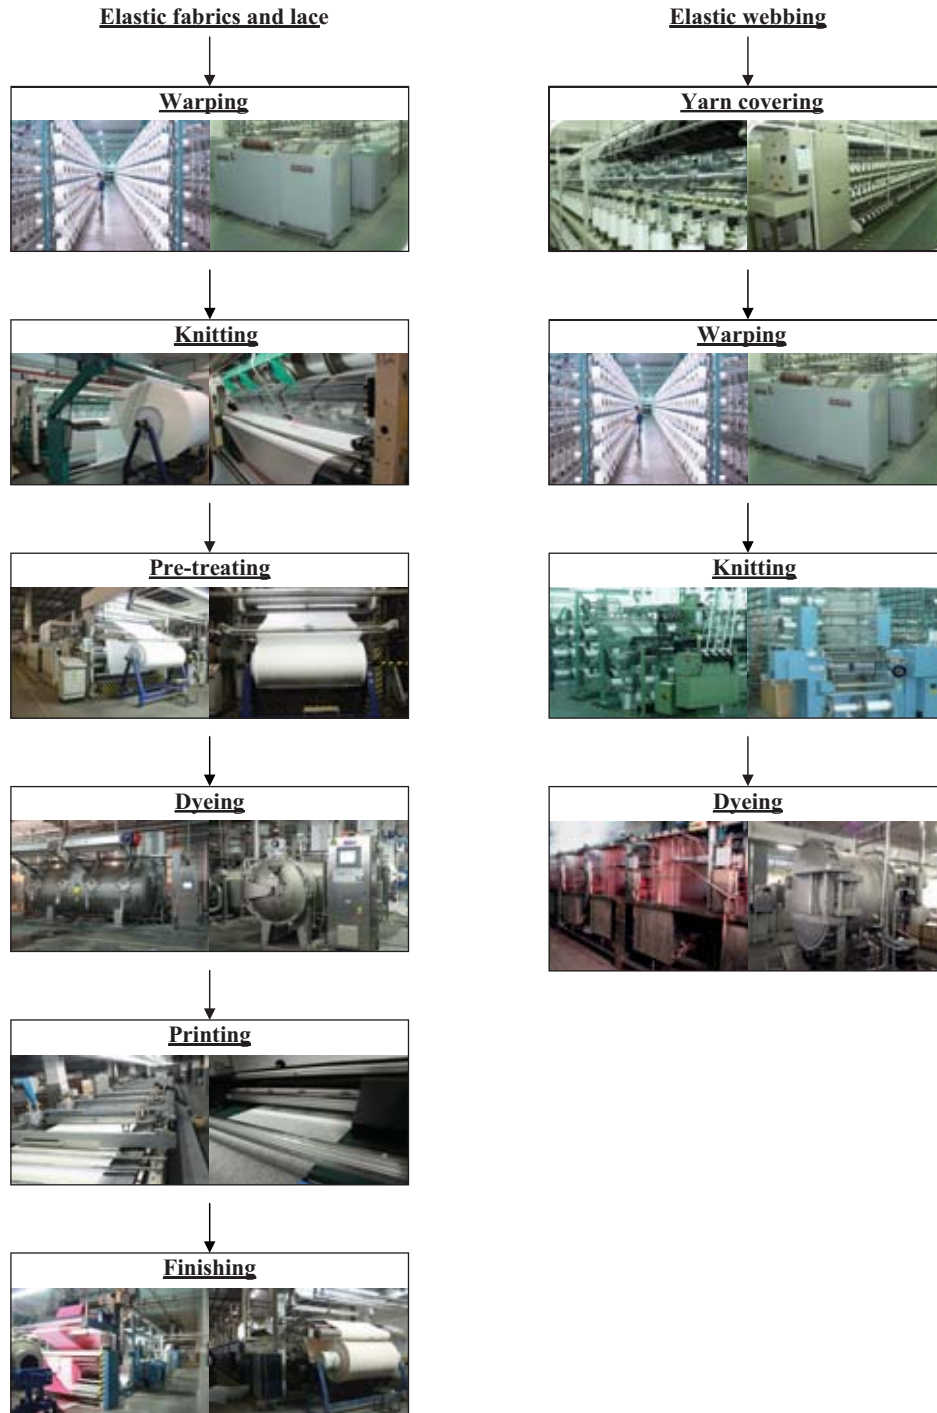 Elastic fabrics and lace
Warping
Knitting
Pre-treating
Dyeing
Printing
Finishing
Elastic webbing
Yarn covering
Warping
Knitting
Dyeing